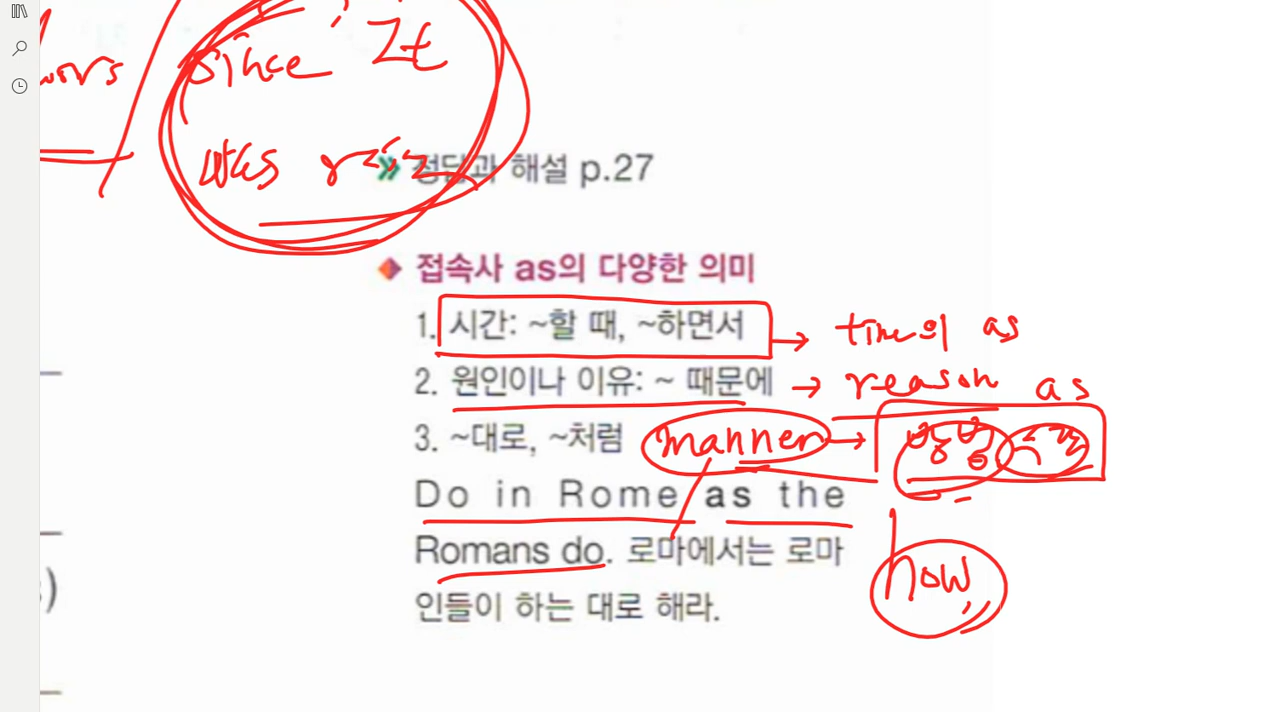 since It
was
정답과 해설 p.27
접속사 as의 다양한 의미
1. 시간: ~할 때, ~하면서 → time의 as
2. 원인이나 이유: ~ 때문에 → reason as
3. ~대로, ~처럼 manner → 방법
Do in Rome as the
Romans do. 로마에서는 로마 how
인들이 하는 대로 해라.